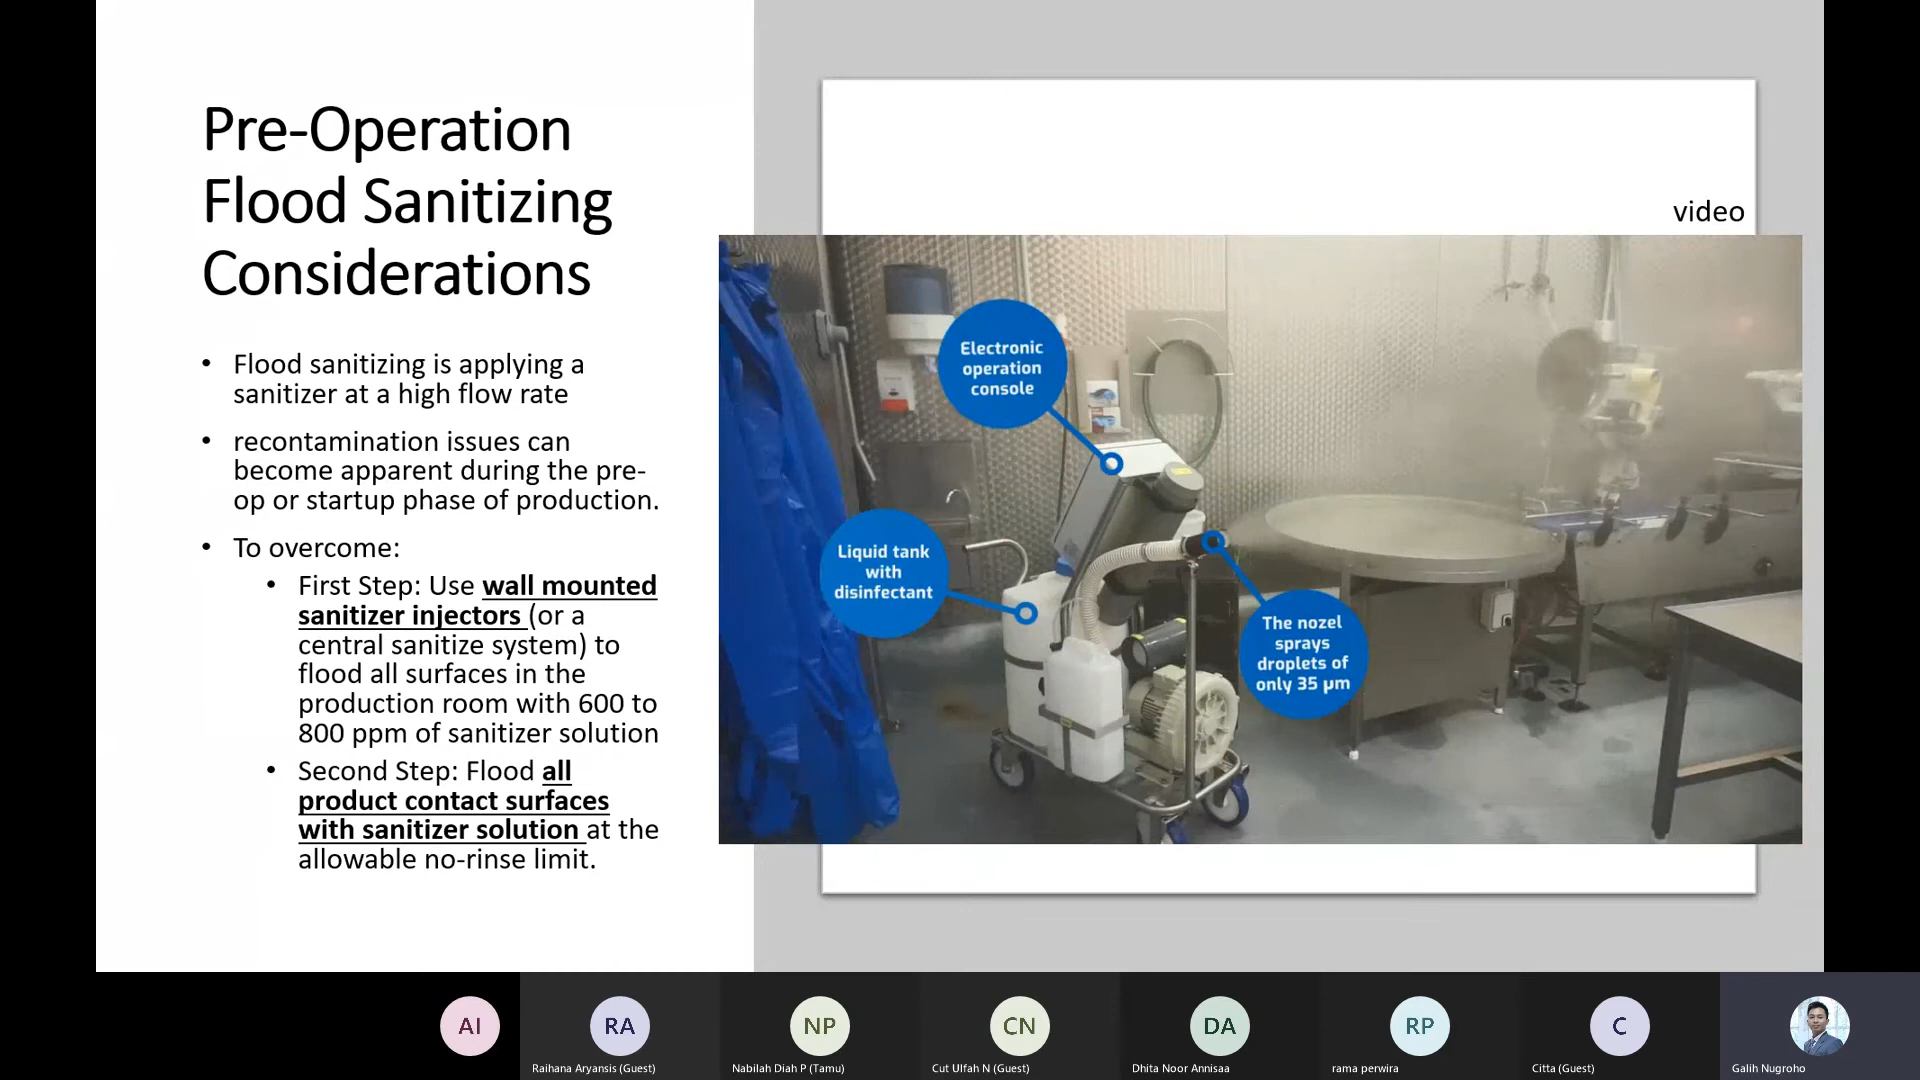 Pre-Operation
Flood Sanitizing
Considerations
• Flood sanitizing is applying a
sanitizer at a high flow rate
• recontamination issues can
become apparent during the pre-
op or startup phase of production.
• To overcome:
• First Step: Use wall mounted
sanitizer injectors (or a
central sanitize system) to
flood all surfaces in the
production room with 600 to
800 ppm of sanitizer solution
• Second Step: Flood all
product contact surfaces
with sanitizer solution at the
allowable no-rinse limit.
video
Electronic
operation
console
Liquid tank
with
disinfectant
The nozel
sprays
droplets of
only 35 µm
AI
RA
NP
CN
DA
RP
C
Raihana Aryansis (Guest)
Nabilah Diah P (Tamu)
Cut Ulfah N (Guest)
Dhita Noor Annisaa
rama perwira
Citta (Guest)
Galih Nugroho